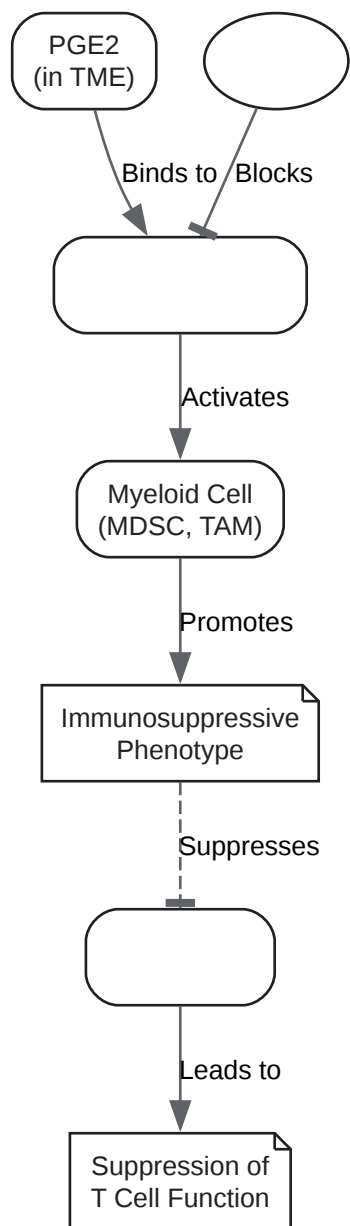 PGE2
(in TME)
Binds to
Blocks
Activates
Myeloid Cell
(MDSC, TAM)
Promotes
Immunosuppressive
Phenotype
Suppresses
Leads to
Suppression of
T Cell Function